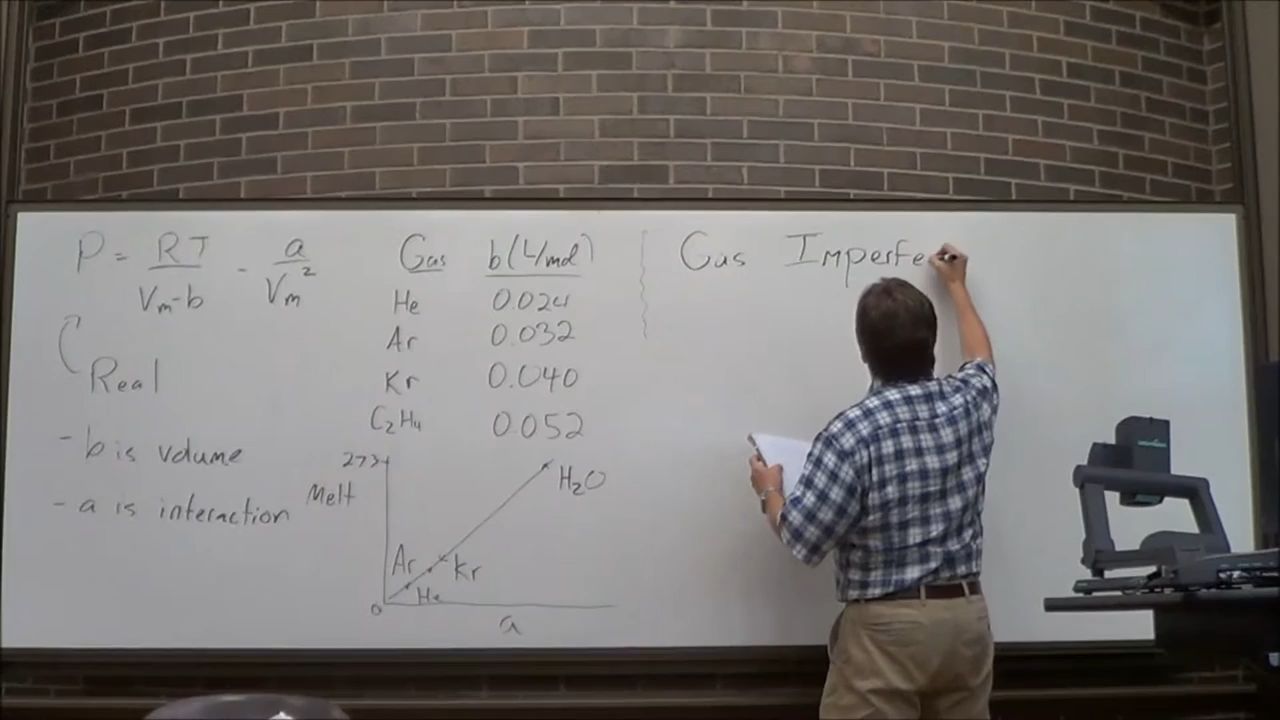 P = RT / Vm-b - a / Vm²
Real
- b is volume
- a is interaction
Gas b (L/mol)
He 0.024
Ar 0.032
Kr 0.040
C₂H₄ 0.052
273
Melt
H₂O
Ar
Kr
He
0
a
Gas Imperfe